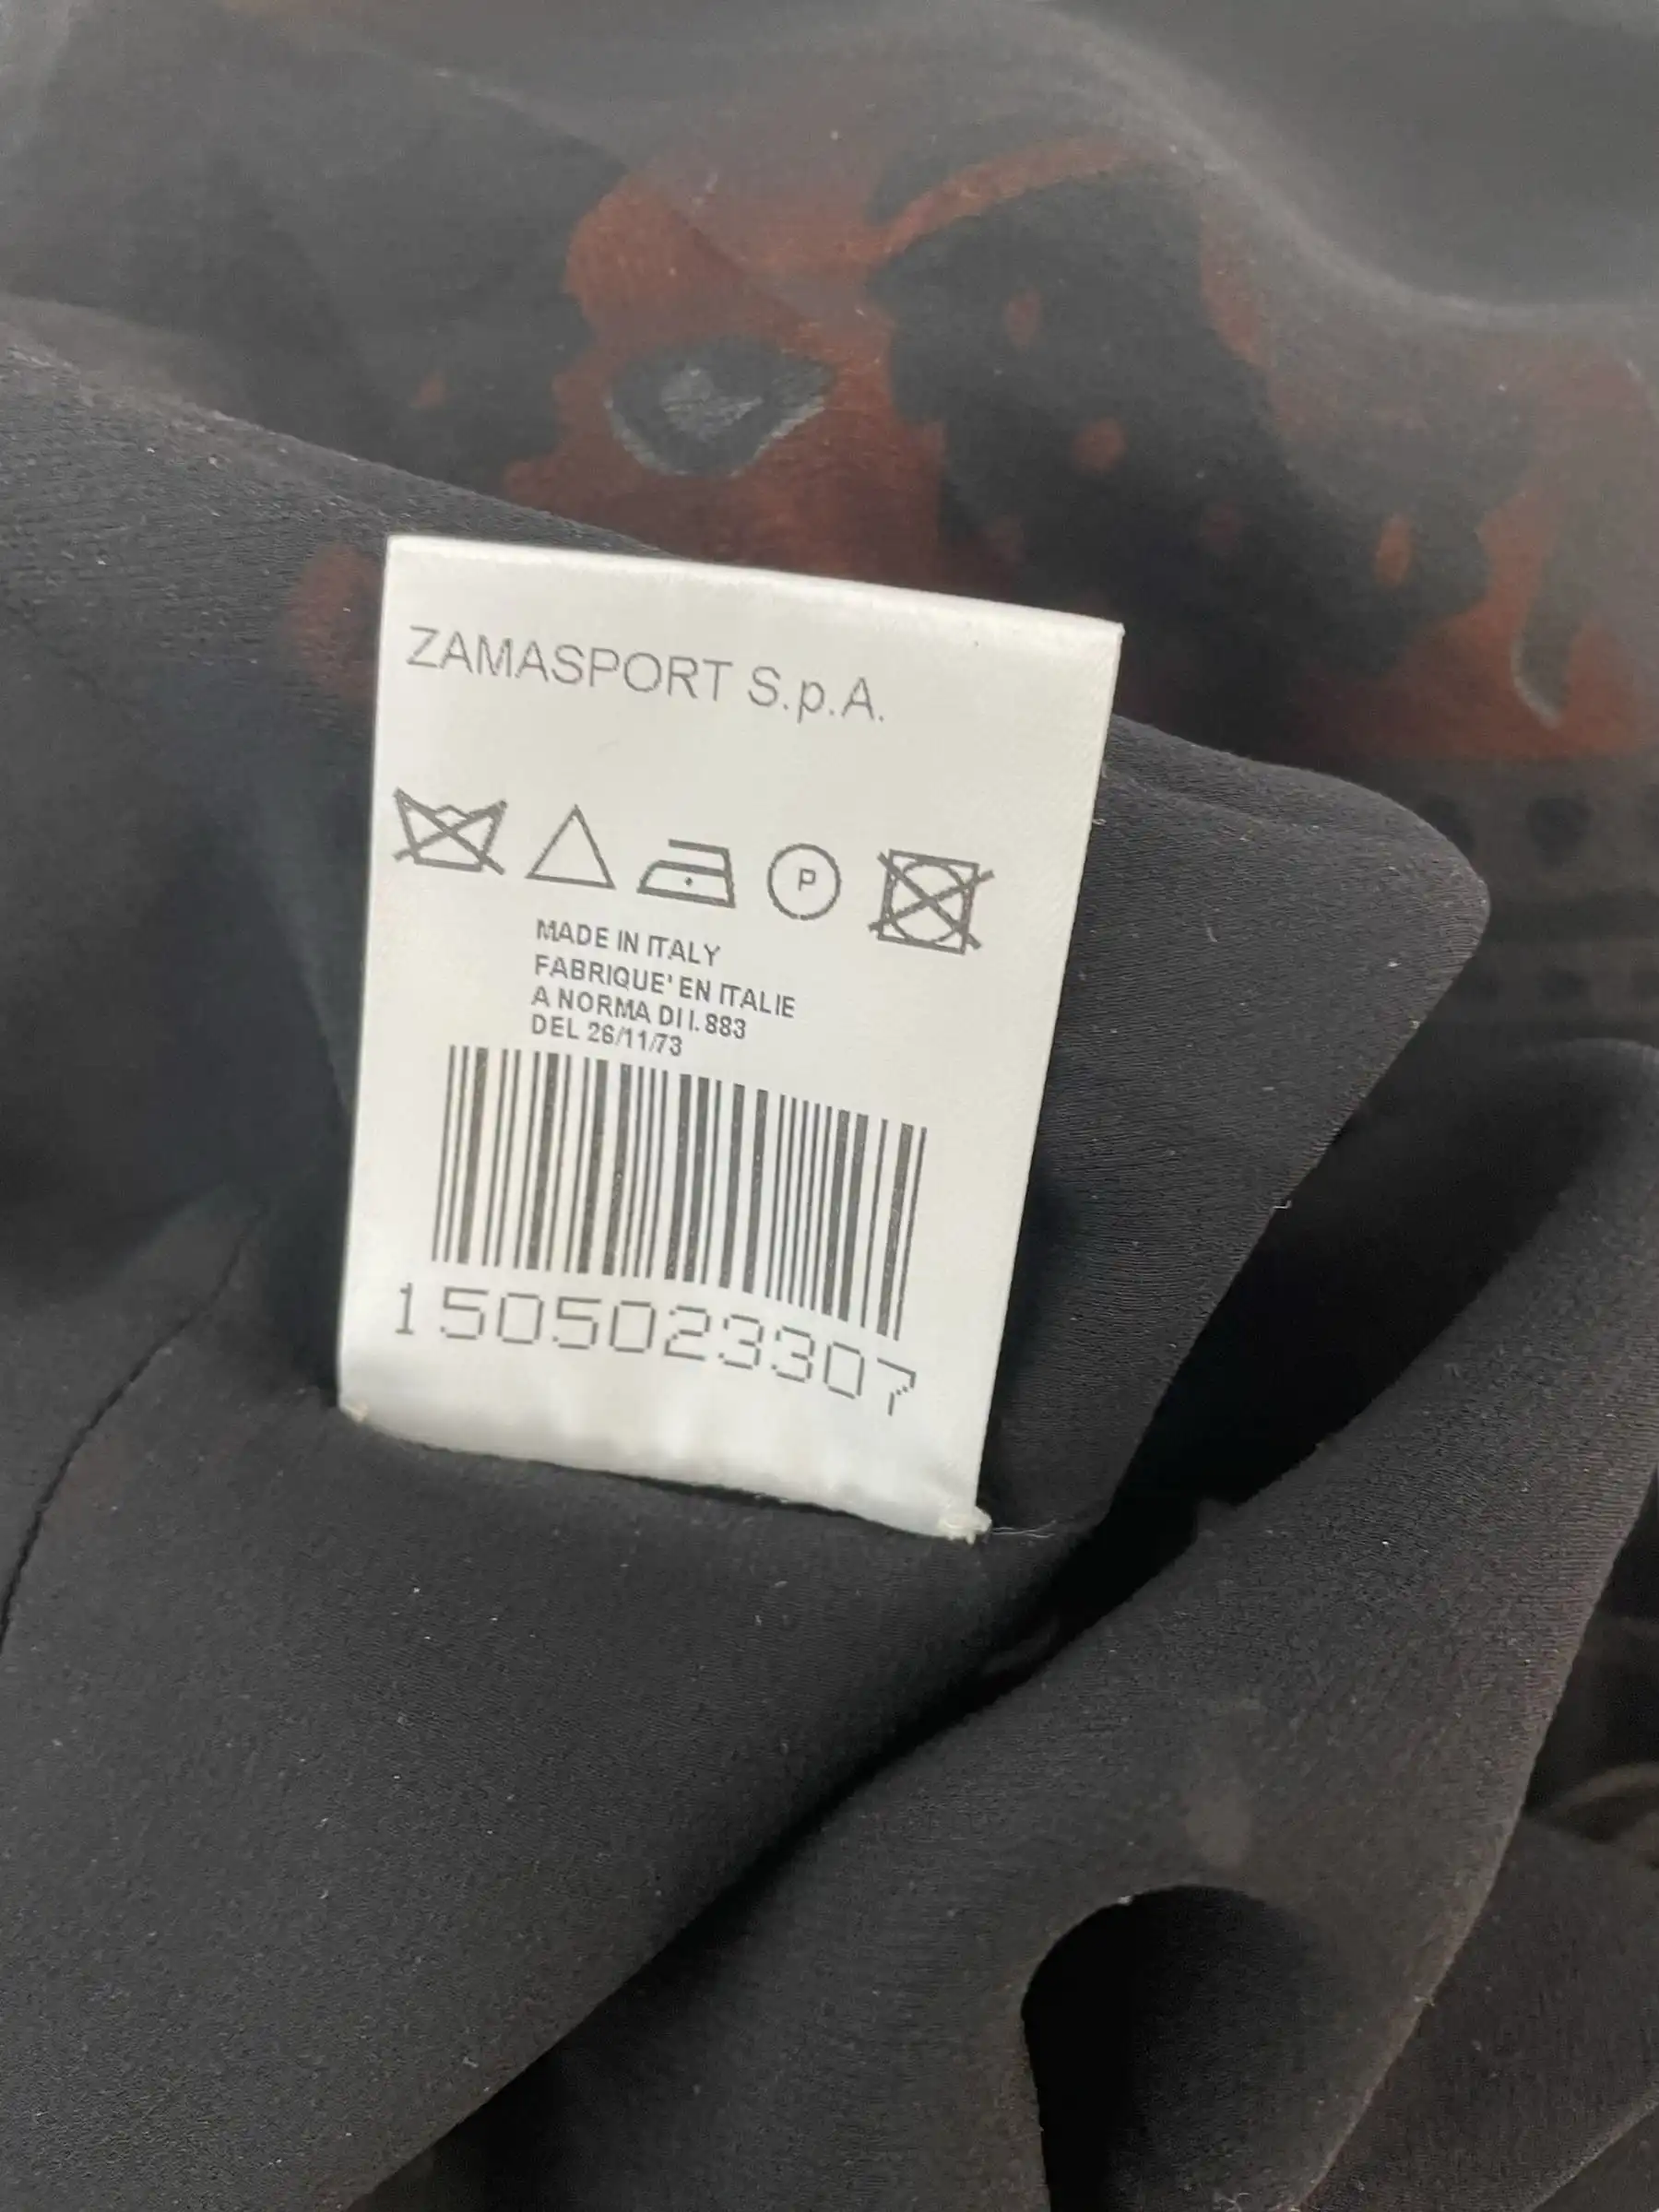 ZAMASPORT S.p.A.
P
MADE IN ITALY
FABRIQUE' EN ITALIE
A NORMA DI l. 883
DEL 26/11/73
1505023307